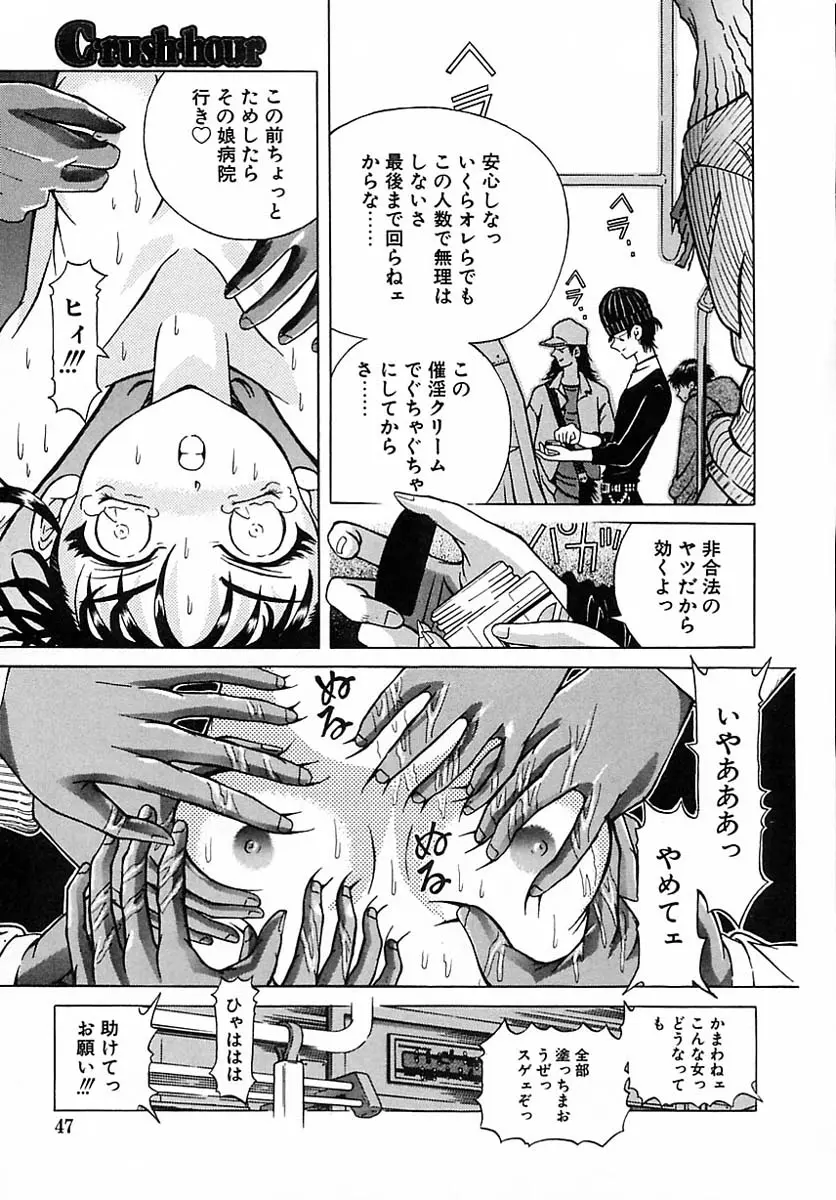 Crush hour
ヘラ
ヘラ
ヘラ
ヘラ
安心しなっ
いくらオレらでも
この人数で無理は
しないさ
最後まで回らねェ
からな……
この
催淫クリーム
でぐちゃぐちゃ
にしてから
さ……
この前ちょっと
ためしたら
その娘病院
行き♡
ヒィ!!!
非合法の
ヤツだから
効くよっ
パカッ
いやあああっ
やめてェ
ぬる
ぬる
かまわねェ
こんな女っ
どうなって
も
全部
塗っちまお
うぜっ
スゲェぞっ
ひゃははは
助けてっ
お願い!!!
47